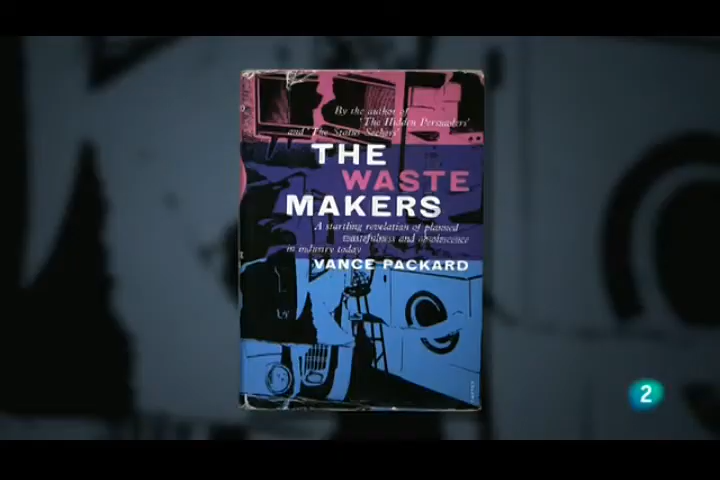 By the author of
'The Hidden Persuaders'
and 'The Status Seekers'
THE
WASTE
MAKERS
A startling revelation of planned
wastefulness and obsolescence
in industry today
VANCE PACKARD
2